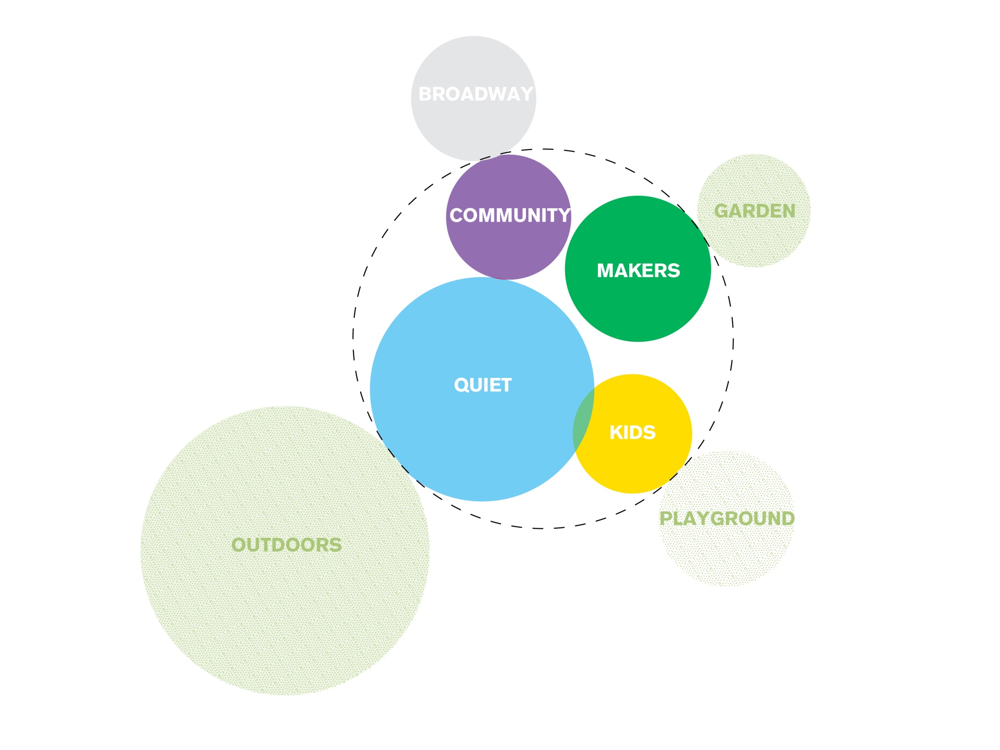 BROADWAY
GARDEN
COMMUNITY
MAKERS
QUIET
KIDS
PLAYGROUND
OUTDOORS